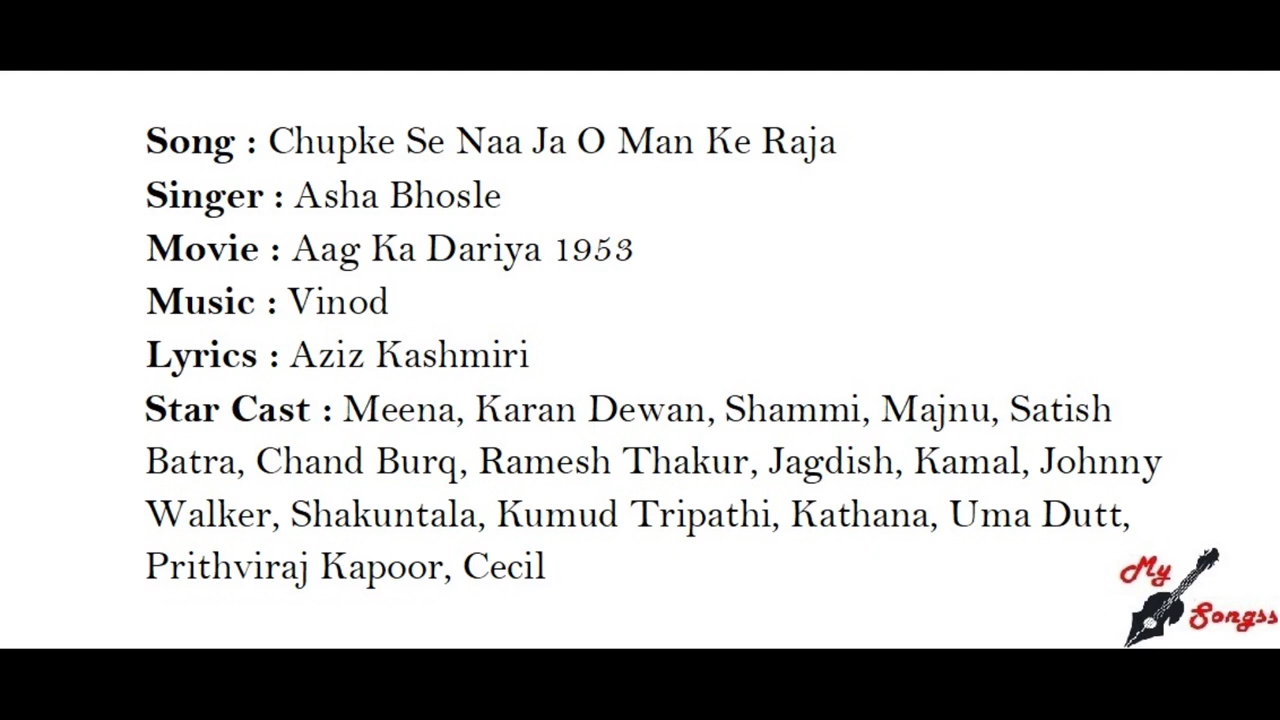 Song : Chupke Se Naa Ja O Man Ke Raja
Singer : Asha Bhosle
Movie : Aag Ka Dariya 1953
Music : Vinod
Lyrics : Aziz Kashmiri
Star Cast : Meena, Karan Dewan, Shammi, Majnu, Satish
Batra, Chand Burq, Ramesh Thakur, Jagdish, Kamal, Johnny
Walker, Shakuntala, Kumud Tripathi, Kathana, Uma Dutt,
Prithviraj Kapoor, Cecil
My
Songss